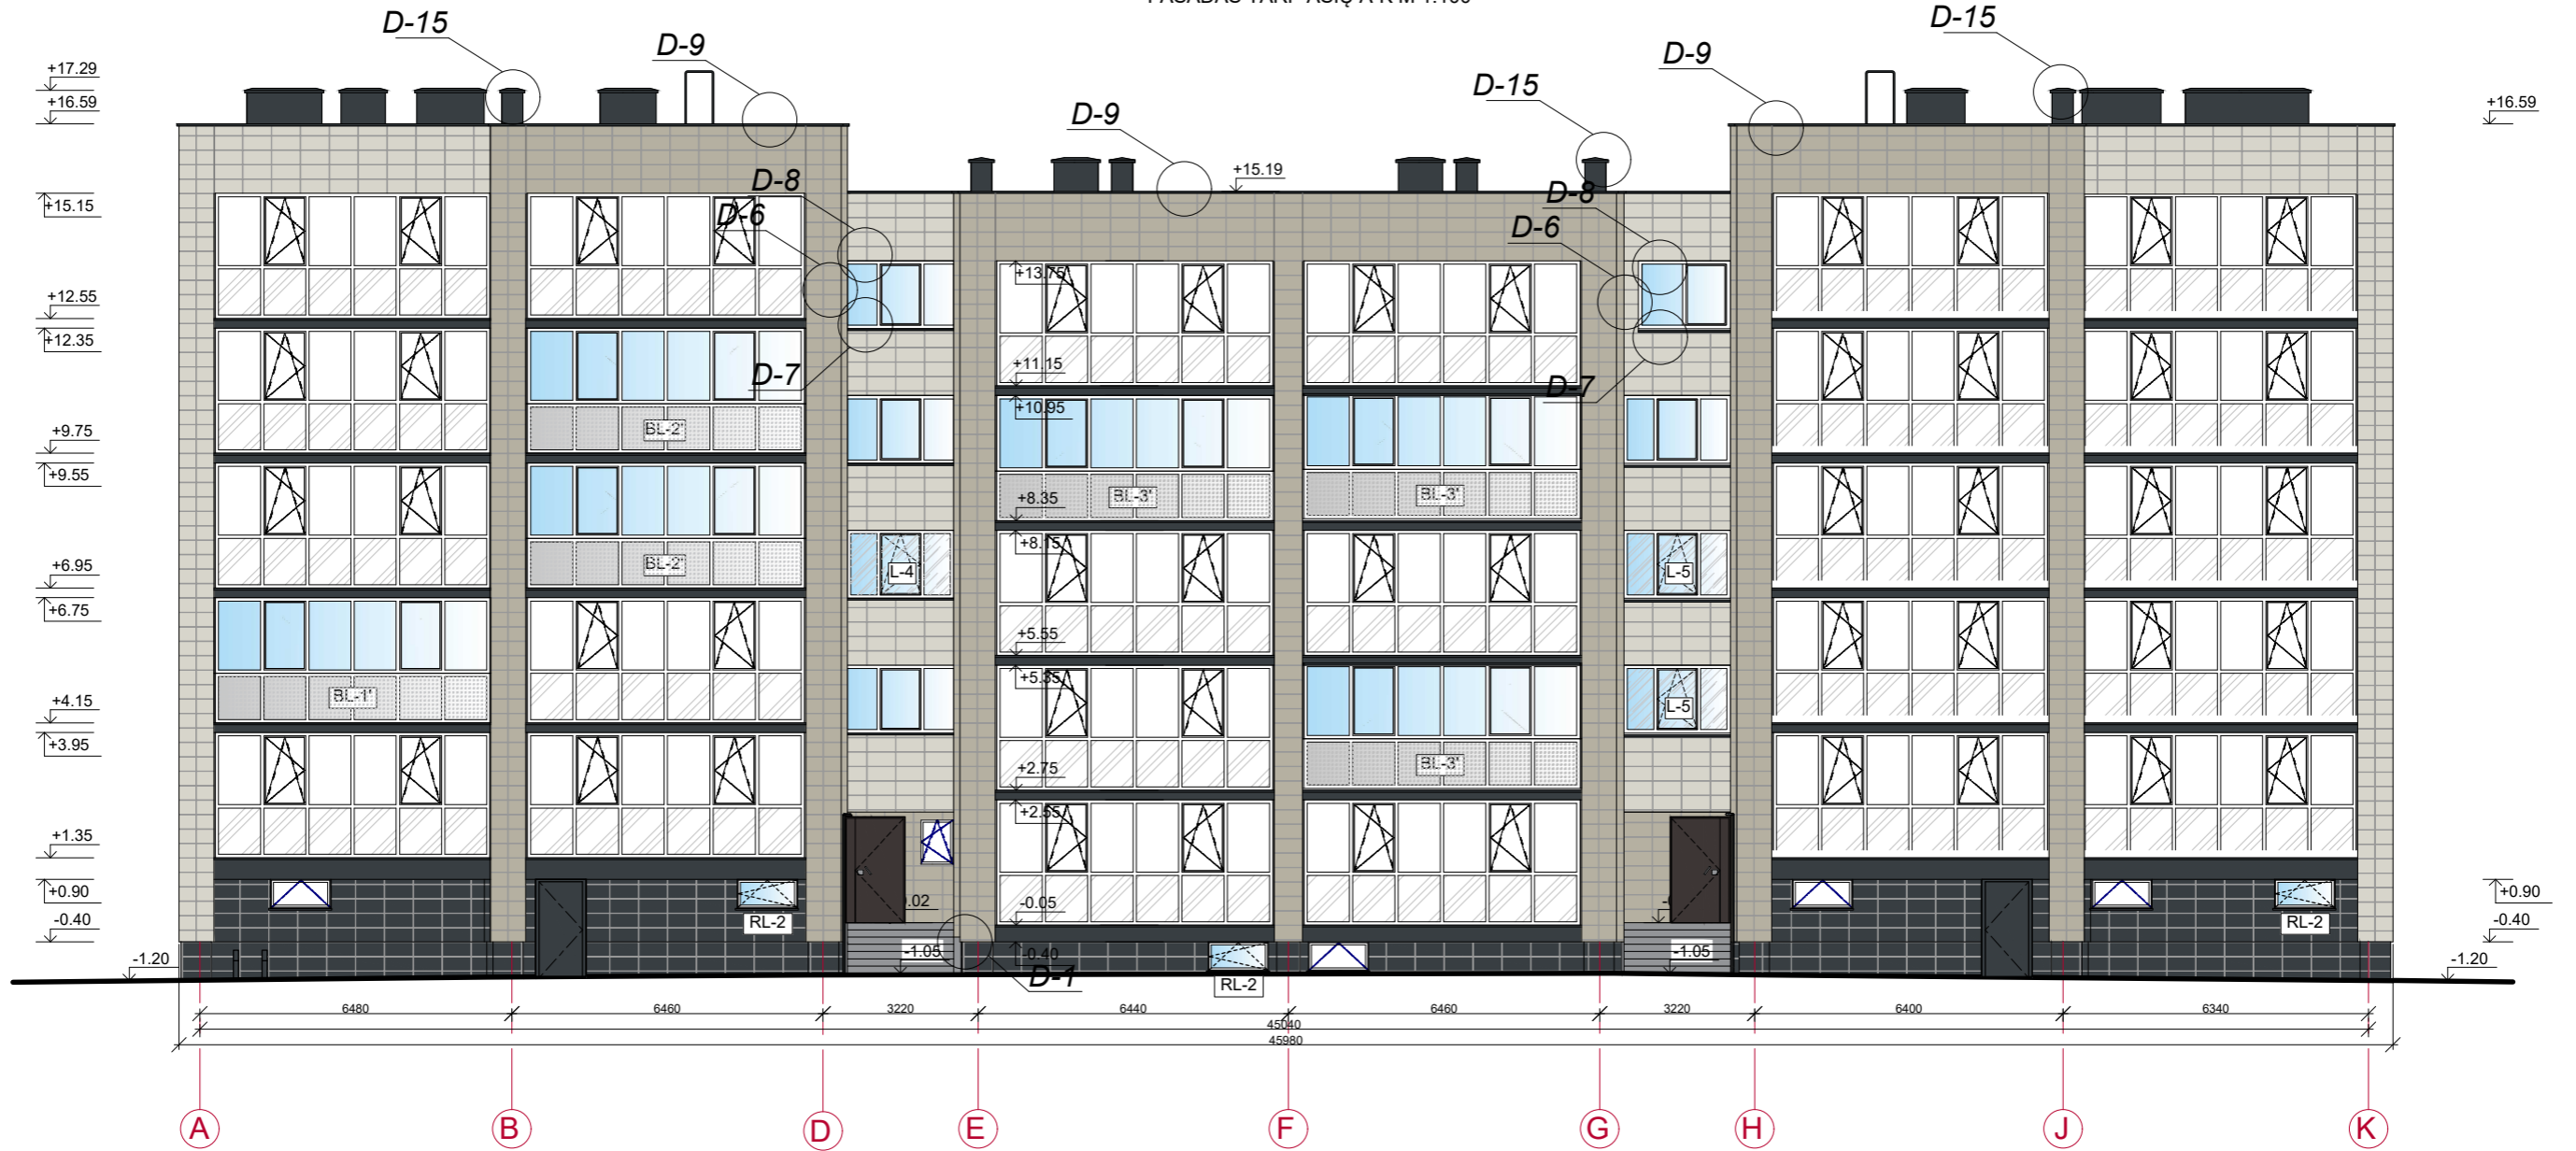 FASADAS TARP AŠIŲ A-K M 1:100
D-15
D-9
D-9
D-15
D-9
D-15
+17.29
+16.59
+16.59
+15.19
D-8
D-6
D-8
D-6
+15.15
+13.75
+12.55
+12.35
D-7
D-7
+11.15
+10.95
BL-2'
+9.75
+9.55
BL-3'
BL-3'
+8.35
+8.15
BL-2'
L-4
L-5
+6.95
+6.75
+5.55
+5.35
BL-1'
L-5
+4.15
+3.95
BL-3'
+2.75
+2.55
+1.35
+0.90
-0.40
RL-2
-0.05
+0.90
-0.40
RL-2
-1.20
-1.05
-0.40
-1.05
-1.20
D-1
RL-2
6480
6460
3220
6440
6460
3220
6400
6340
45040
45980
A
B
D
E
F
G
H
J
K